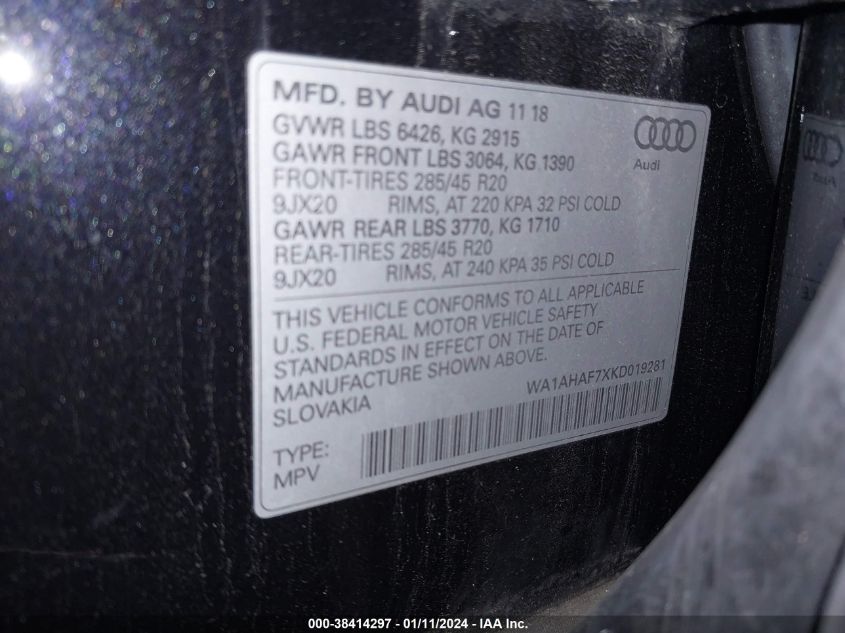 MFD. BY AUDI AG 11 18
GVWR LBS 6426, KG 2915
GAWR FRONT LBS 3064, KG 1390
FRONT-TIRES 285/45 R20
9JX20 RIMS, AT 220 KPA 32 PSI COLD
GAWR REAR LBS 3770, KG 1710
REAR-TIRES 285/45 R20
9JX20 RIMS, AT 240 KPA 35 PSI COLD
Audi
THIS VEHICLE CONFORMS TO ALL APPLICABLE
U.S. FEDERAL MOTOR VEHICLE SAFETY
STANDARDS IN EFFECT ON THE DATE OF
MANUFACTURE SHOWN ABOVE.
SLOVAKIA
WA1AHAF7XKD019281
TYPE:
MPV
Audi
000-38414297 - 01/11/2024 - IAA Inc.